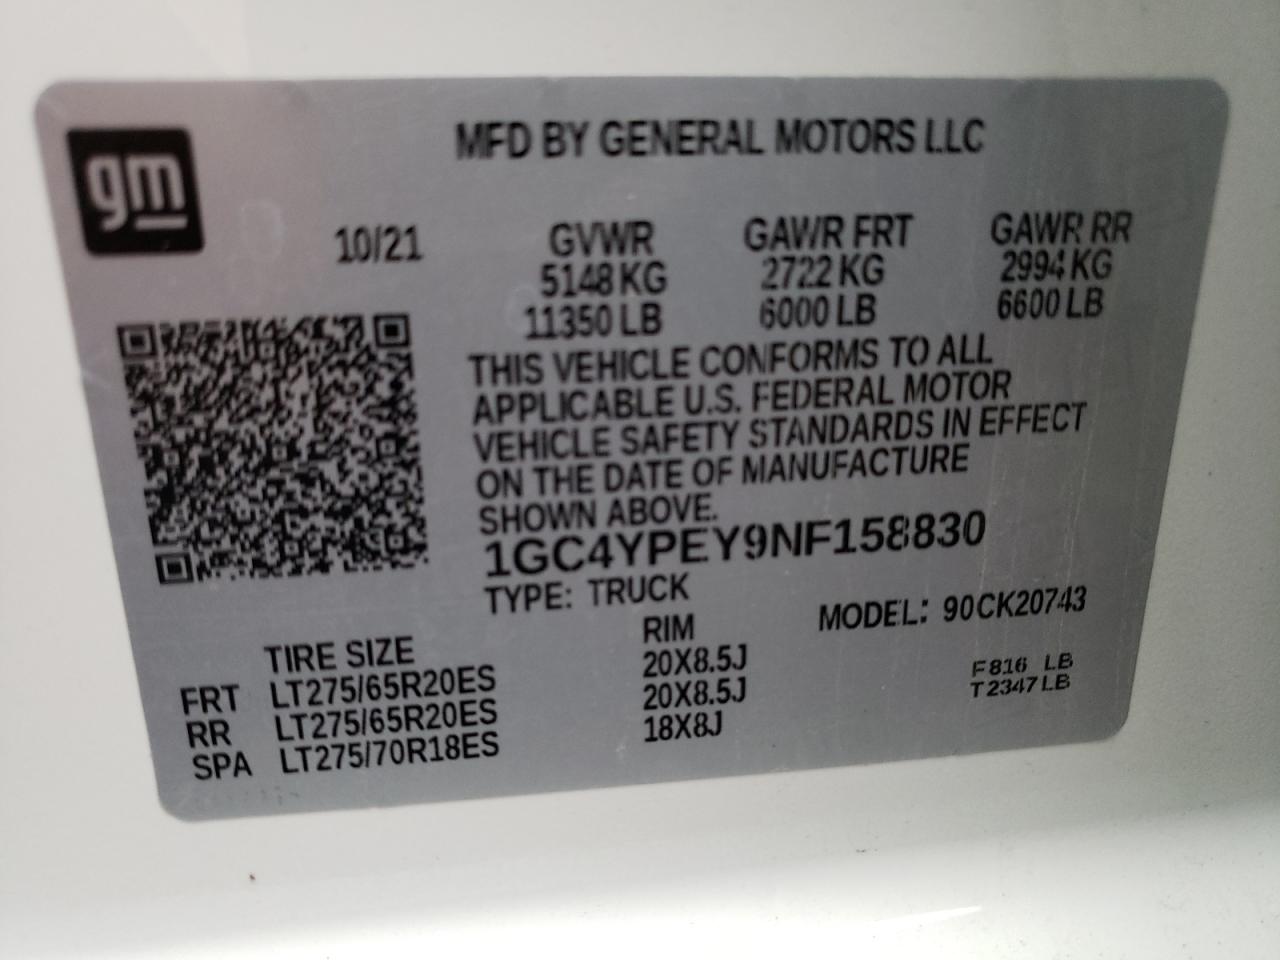 gm
MFD BY GENERAL MOTORS LLC
10/21 GVWR GAWR FRT GAWR RR
5148 KG 2722 KG 2994 KG
11350 LB 6000 LB 6600 LB
THIS VEHICLE CONFORMS TO ALL
APPLICABLE U.S. FEDERAL MOTOR
VEHICLE SAFETY STANDARDS IN EFFECT
ON THE DATE OF MANUFACTURE
SHOWN ABOVE.
1GC4YPEY9NF158830
TYPE: TRUCK MODEL: 90CK20743
TIRE SIZE RIM
FRT LT275/65R20ES 20X8.5J F816 LB
RR LT275/65R20ES 20X8.5J T2347LB
SPA LT275/70R18ES 18X8J